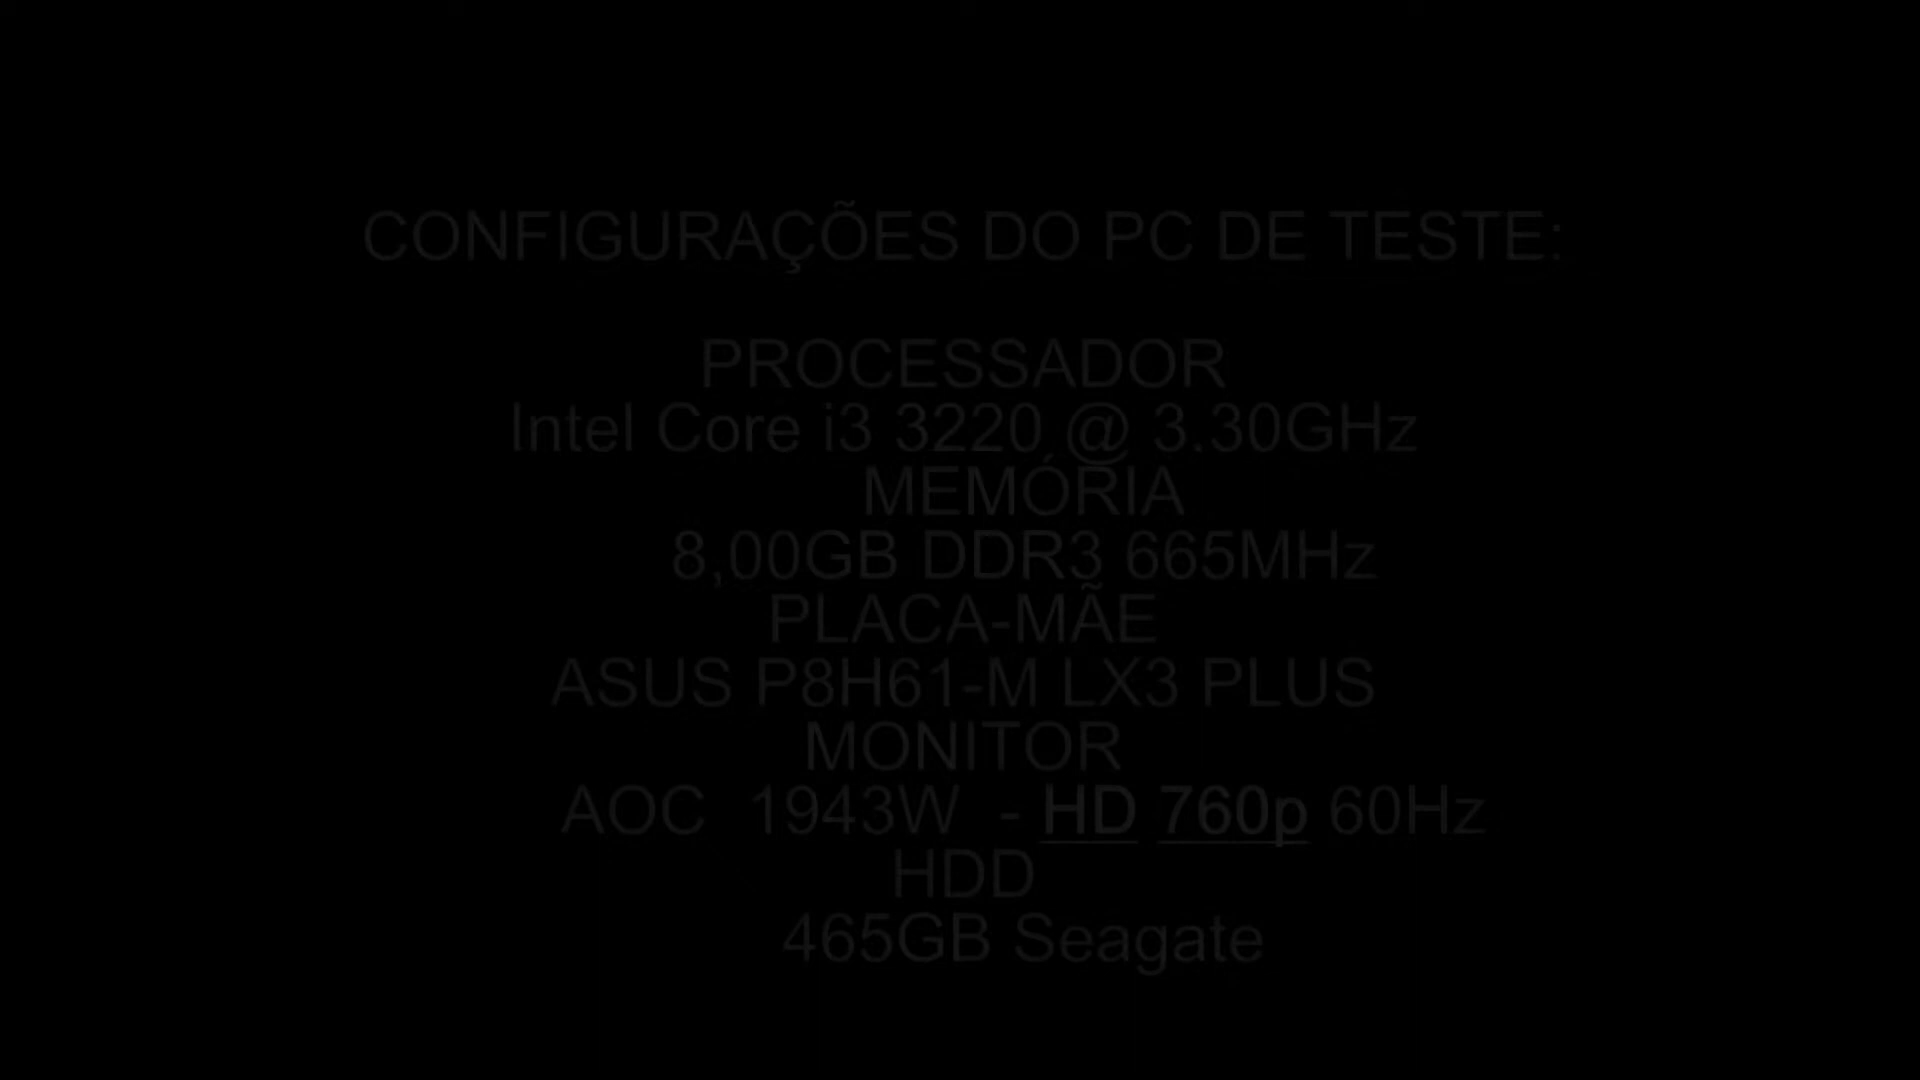 CONFIGURAÇÕES DO PC DE TESTE:
PROCESSADOR
Intel Core i3 3220 @ 3.30GHz
MEMÓRIA
8,00GB DDR3 665MHz
PLACA-MÃE
ASUS P8H61-M LX3 PLUS
MONITOR
AOC 1943W - HD 760p 60Hz
HDD
465GB Seagate